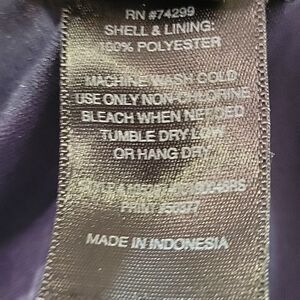 RN #74299
SHELL & LINING:
100% POLYESTER
MACHINE WASH COLD
USE ONLY NON-CHLORINE
BLEACH WHEN NEEDED
TUMBLE DRY LOW
OR HANG DRY
MADE IN INDONESIA